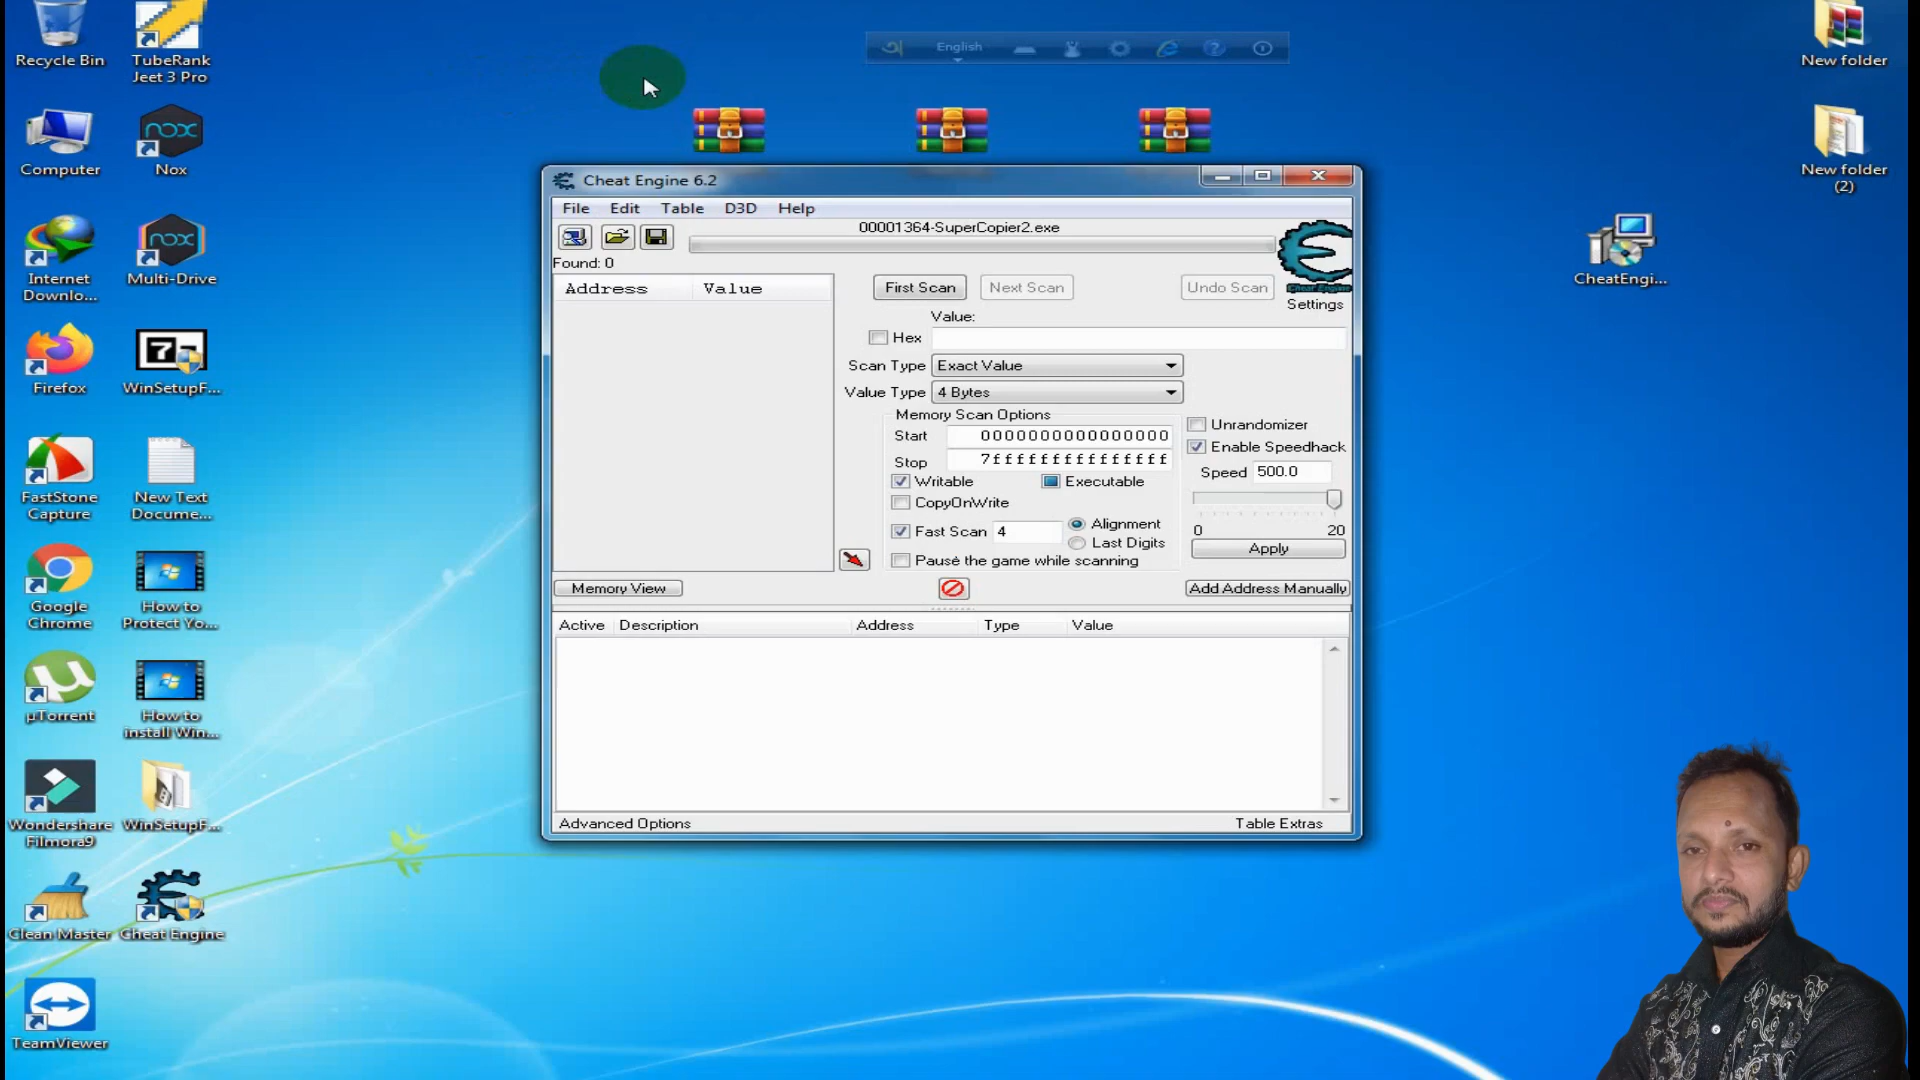 Recycle Bin
TubeRank
Jeet 3 Pro
Computer
Nox
Internet
Downlo...
Multi-Drive
Firefox
WinSetupF...
FastStone
Capture
New Text
Docume...
Google
Chrome
How to
Protect Yo...
µTorrent
How to
install Win...
Wondershare
Filmora9
WinSetupF...
Clean Master
Cheat Engine
TeamViewer
English
New folder
New folder
(2)
CheatEngi...
Cheat Engine 6.2
File Edit Table D3D Help
00001364-SuperCopier2.exe
Found: 0
Address Value
First Scan Next Scan Undo Scan
Cheat Engine
Settings
Value:
Hex
Scan Type Exact Value
Value Type 4 Bytes
Memory Scan Options
Start 0000000000000000
Stop 7fffffffffffffff
Writable Executable
CopyOnWrite
Fast Scan 4
Alignment
Last Digits
Pause the game while scanning
Unrandomizer
Enable Speedhack
Speed 500.0
0 20
Apply
Memory View
Add Address Manually
Active Description Address Type Value
Advanced Options
Table Extras